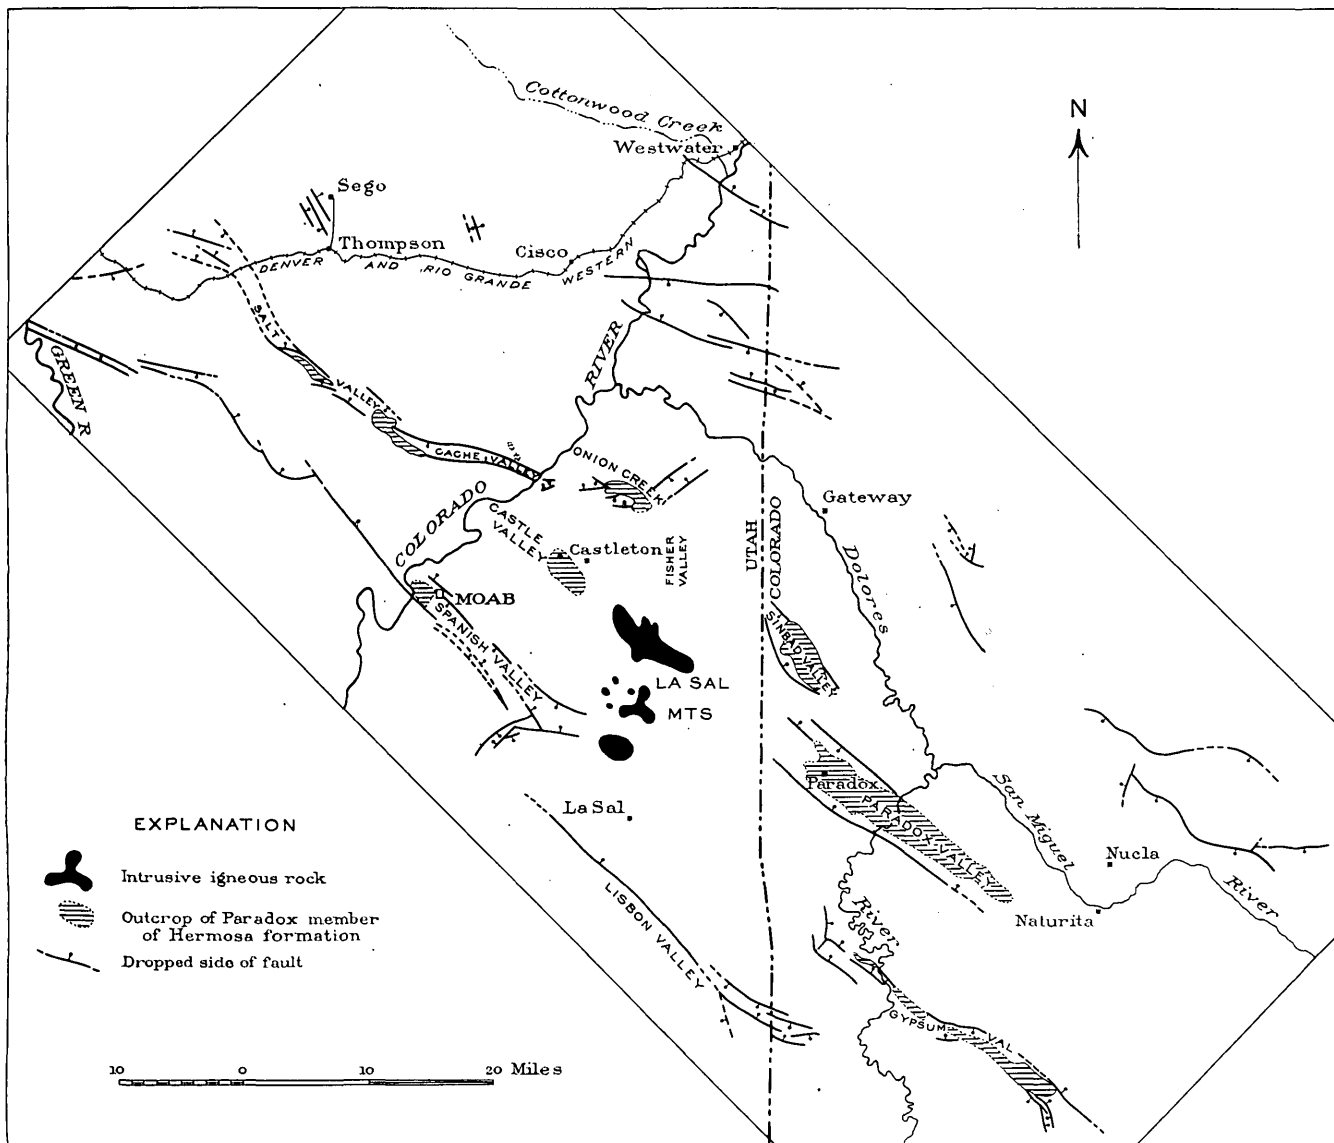 Cottonwood Creek
N
Westwater
Sego
Thompson
Cisco
DENVER AND RIO GRANDE WESTERN
SALT
VALLEY
GREEN R
RIVER
CACHE VALLEY
ONION CREEK
COLORADO
CASTLE
VALLEY
Castleton
FISHER
VALLEY
UTAH
COLORADO
Gateway
Dolores
MOAB
SPANISH VALLEY
SINBAD VALLEY
LA SAL
MTS
Paradox
PARADOX VALLEY
San Miguel
La Sal
Nucla
River
Naturita
LISBON VALLEY
River
GYPSUM VAL
EXPLANATION
Intrusive igneous rock
Outcrop of Paradox member
of Hermosa formation
Dropped side of fault
10 0 10 20 Miles